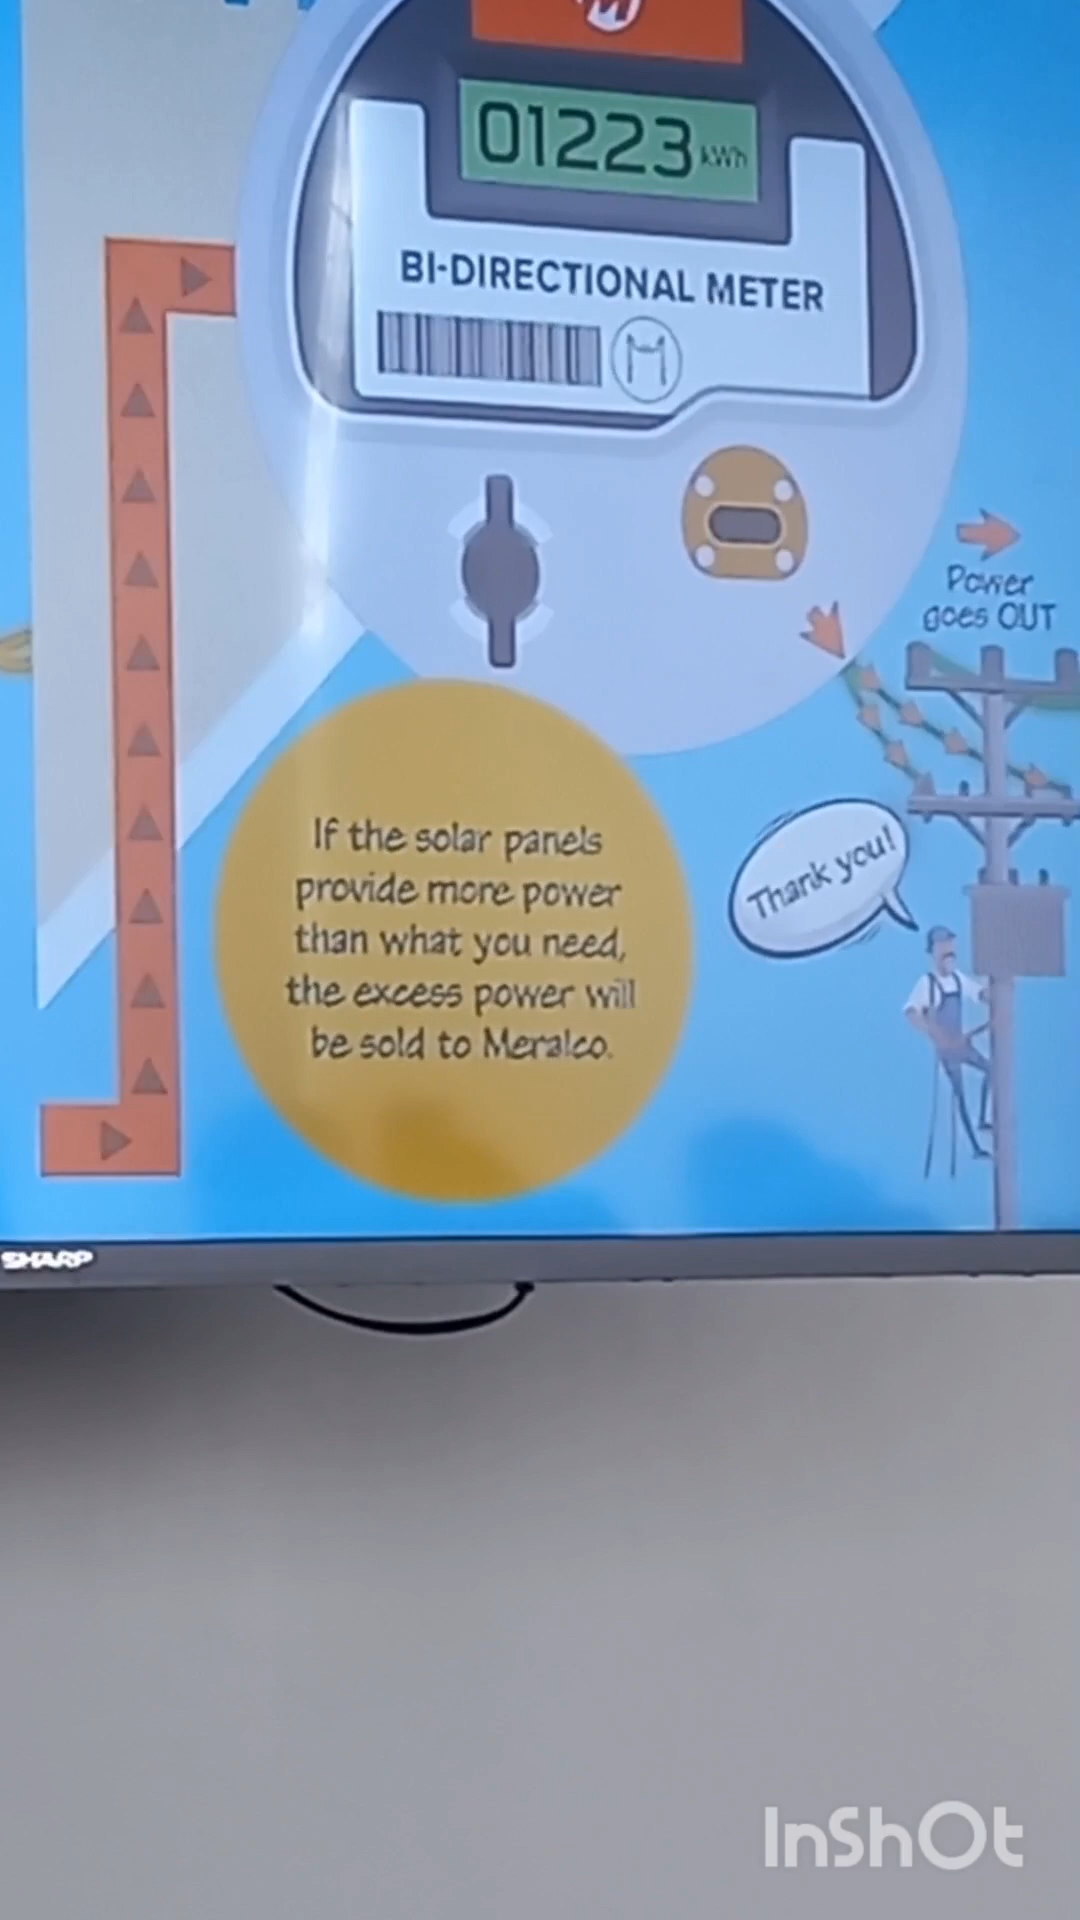 01223 kWh
BI-DIRECTIONAL METER
Power
goes OUT
Thank you!
If the solar panels
provide more power
than what you need,
the excess power will
be sold to Meralco.
SHARP
InShOt